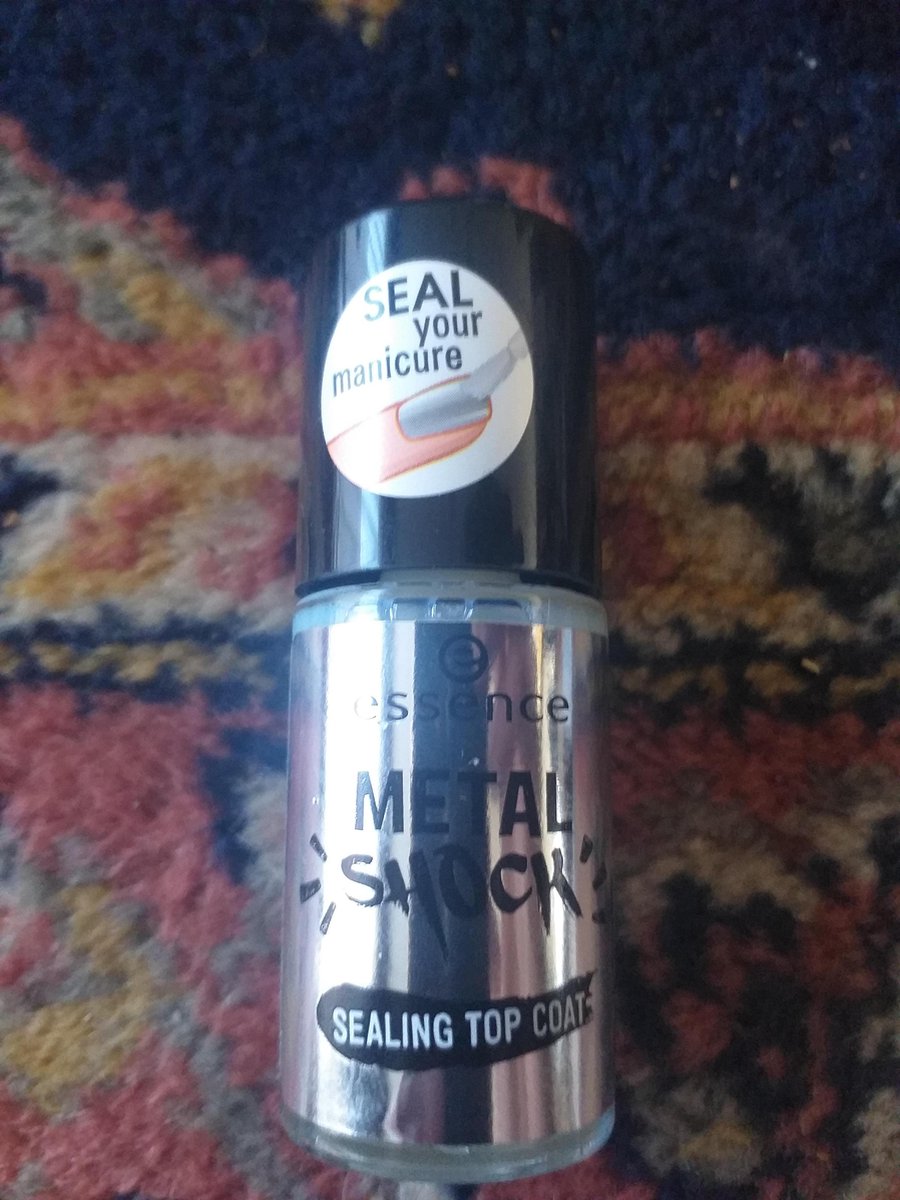 SEAL
your
manicure
essence
METAL
SHOCK
SEALING TOP COAT